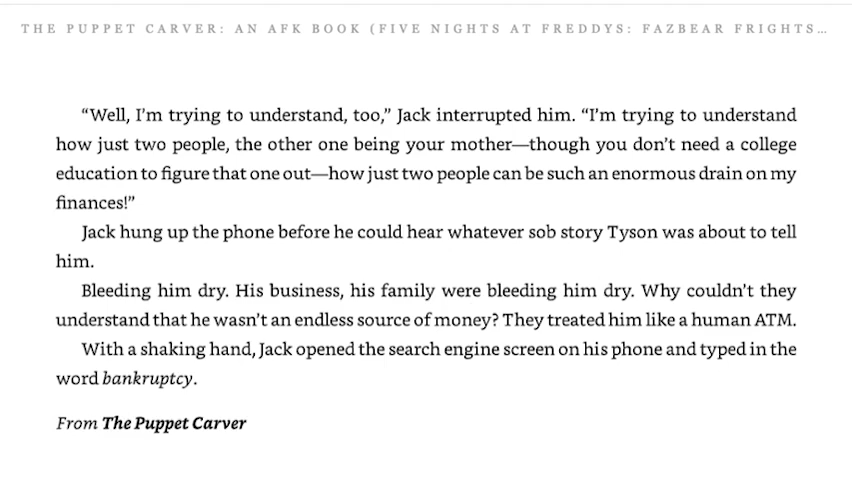 THE PUPPET CARVER: AN AFK BOOK (FIVE NIGHTS AT FREDDYS: FAZBEAR FRIGHTS…
“Well, I’m trying to understand, too,” Jack interrupted him. “I’m trying to understand
how just two people, the other one being your mother—though you don’t need a college
education to figure that one out—how just two people can be such an enormous drain on my
finances!”
Jack hung up the phone before he could hear whatever sob story Tyson was about to tell
him.
Bleeding him dry. His business, his family were bleeding him dry. Why couldn’t they
understand that he wasn’t an endless source of money? They treated him like a human ATM.
With a shaking hand, Jack opened the search engine screen on his phone and typed in the
word bankruptcy.
From The Puppet Carver